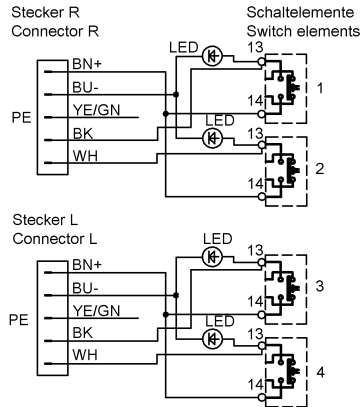 Stecker R
Connector R
Schaltelemente
Switch elements
LED
13
BN+
BU-
1
YE/GN
14
PE
LED
BK
13
WH
2
14
Stecker L
Connector L
LED
13
BN+
BU-
3
YE/GN
14
PE
LED
BK
13
WH
4
14